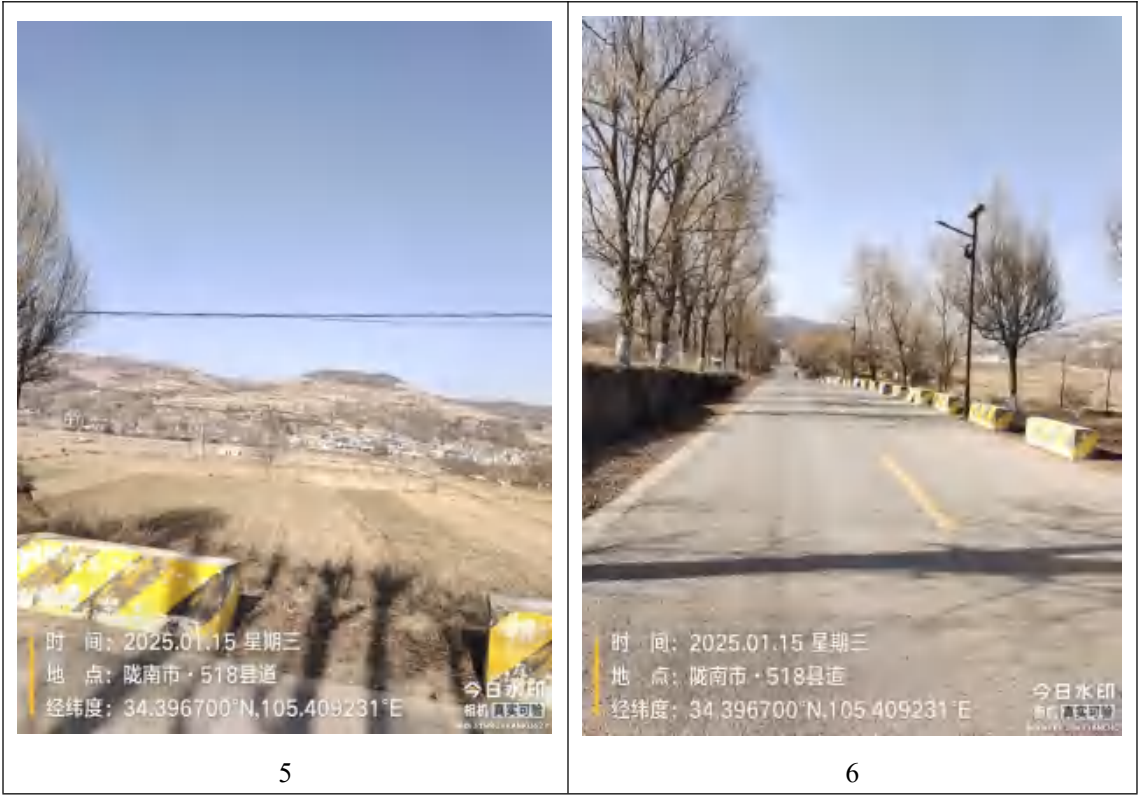 时 间：2025.01.15 星期三
地 点：陇南市·518县道
经纬度：34.396700°N,105.409231°E
今日水印
相机 真实可验
5
时 间：2025.01.15 星期三
地 点：陇南市·518县道
经纬度：34.396700°N,105.409231°E
今日水印
相机 真实可验
6